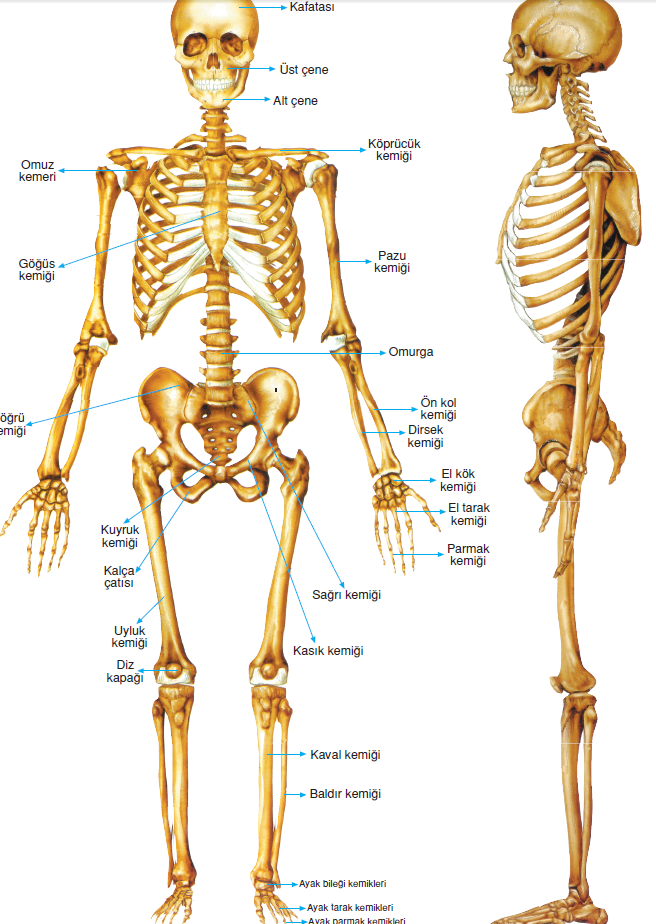 Kafatası
Üst çene
Alt çene
Köprücük
kemiği
Omuz
kemeri
Göğüs
kemiği
Pazu
kemiği
Omurga
Ön kol
kemiği
öğrü
emiği
Dirsek
kemiği
El kök
kemiği
El tarak
kemiği
Kuyruk
kemiği
Parmak
kemiği
Kalça
çatısı
Sağrı kemiği
Uyluk
kemiği
Kasık kemiği
Diz
kapağı
Kaval kemiği
Baldır kemiği
Ayak bileği kemikleri
Ayak tarak kemikleri
Ayak parmak kemikleri